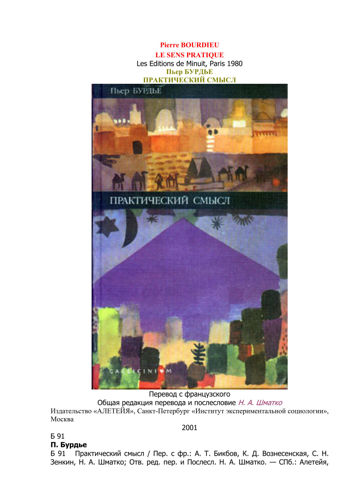 Pierre BOURDIEU
LE SENS PRATIQUE
Les Editions de Minuit, Paris 1980
Пьер БУРДЬЕ
ПРАКТИЧЕСКИЙ СМЫСЛ
Пьер БУРДЬЕ
ПРАКТИЧЕСКИЙ СМЫСЛ
GALLICINIUM
Перевод с французского
Общая редакция перевода и послесловие Н. А. Шматко
Издательство «АЛЕТЕЙЯ», Санкт-Петербург «Институт экспериментальной социологии»,
Москва
2001
Б 91
П. Бурдье
Б 91 Практический смысл / Пер. с фр.: А. Т. Бикбов, К. Д. Вознесенская, С. Н.
Зенкин, Н. А. Шматко; Отв. ред. пер. и Послесл. Н. А. Шматко. — СПб.: Алетейя,